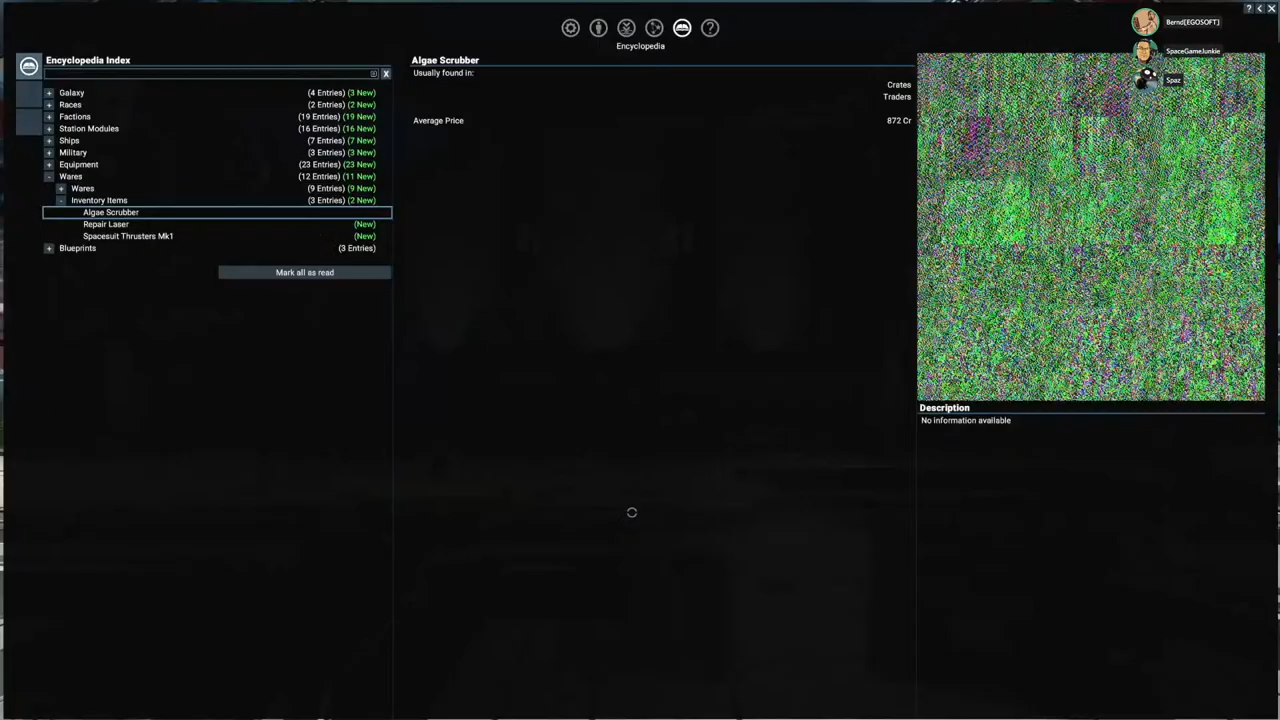 ? < X
Encyclopedia
Bernd[EGOSOFT]
SpaceGameJunkie
Spaz
Encyclopedia Index
X
+ Galaxy (4 Entries) (3 New)
+ Races (2 Entries) (2 New)
+ Factions (19 Entries) (19 New)
+ Station Modules (16 Entries) (16 New)
+ Ships (7 Entries) (7 New)
+ Military (3 Entries) (3 New)
+ Equipment (23 Entries) (23 New)
- Wares (12 Entries) (11 New)
+ Wares (9 Entries) (9 New)
- Inventory Items (3 Entries) (2 New)
Algae Scrubber
Repair Laser (New)
Spacesuit Thrusters Mk1 (New)
+ Blueprints (3 Entries)
Mark all as read
Algae Scrubber
Usually found in:
Crates
Traders
Average Price 872 Cr
Description
No information available